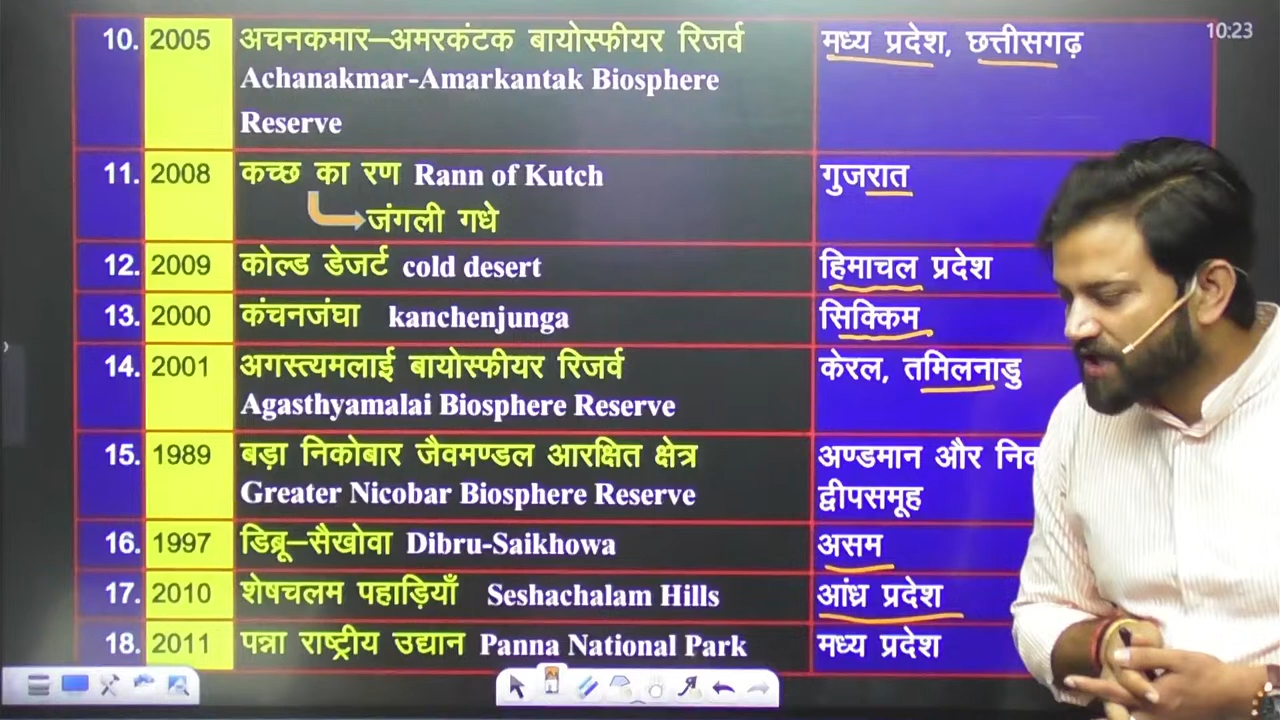 10:23
10. 2005 अचनकमार–अमरकंटक बायोस्फीयर रिजर्व मध्य प्रदेश, छत्तीसगढ़
Achanakmar-Amarkantak Biosphere
Reserve
11. 2008 कच्छ का रण Rann of Kutch गुजरात
जंगली गधे
12. 2009 कोल्ड डेजर्ट cold desert हिमाचल प्रदेश
13. 2000 कंचनजंघा kanchenjunga सिक्किम
14. 2001 अगस्त्यमलाई बायोस्फीयर रिजर्व केरल, तमिलनाडु
Agasthyamalai Biosphere Reserve
15. 1989 बड़ा निकोबार जैवमण्डल आरक्षित क्षेत्र अण्डमान और
Greater Nicobar Biosphere Reserve द्वीपसमूह
16. 1997 डिब्रू–सैखोवा Dibru-Saikhowa असम
17. 2010 शेषचलम पहाड़ियाँ Seshachalam Hills आंध्र प्रदेश
18. 2011 पन्ना राष्ट्रीय उद्यान Panna National Park मध्य प्रदेश